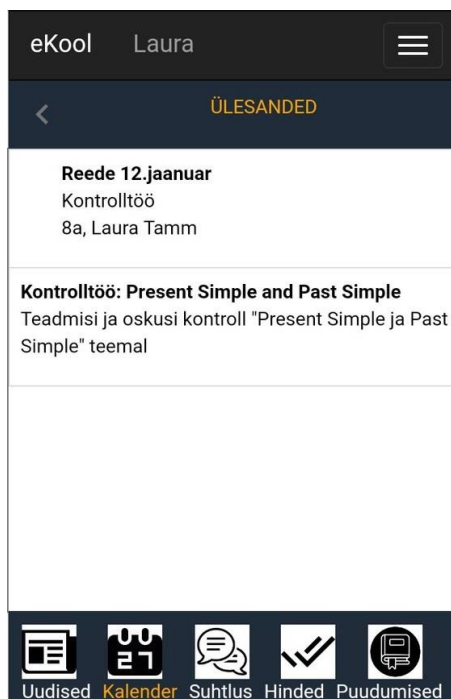 eKool Laura
ÜLESANDED
Reede 12.jaanuar
Kontrolltöö
8a, Laura Tamm
Kontrolltöö: Present Simple and Past Simple
Teadmisi ja oskusi kontroll "Present Simple ja Past
Simple" teemal
27
Uudised Kalender Suhtlus Hinded Puudumised